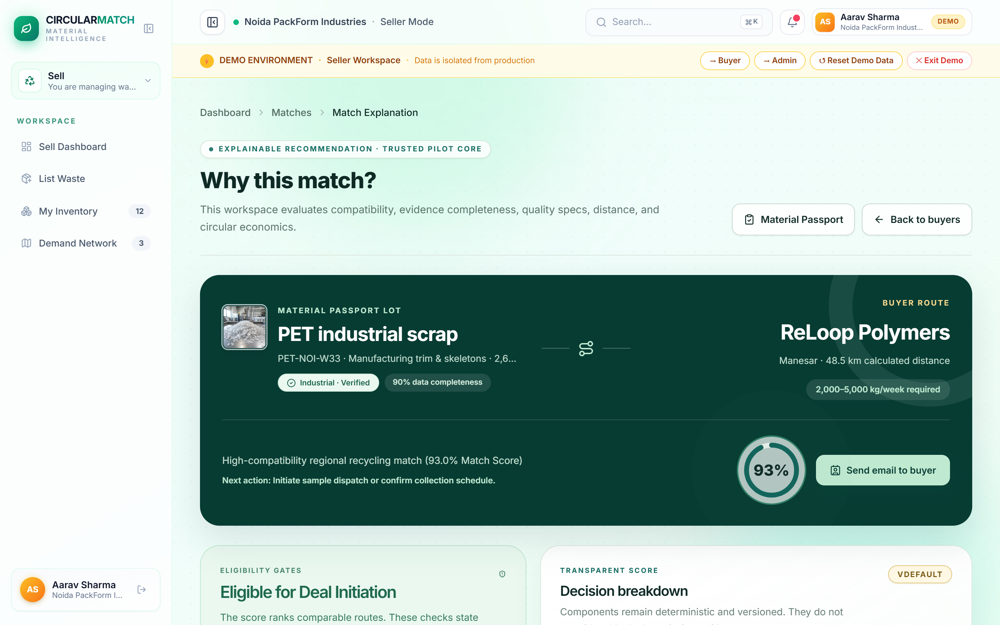 CIRCULARMATCH
MATERIAL
INTELLIGENCE
Sell
You are managing wa...
WORKSPACE
Sell Dashboard
List Waste
My Inventory 12
Demand Network 3
AS
Aarav Sharma
Noida PackForm I...
Noida PackForm Industries · Seller Mode
Search... ⌘K
AS
Aarav Sharma
Noida PackForm Indust...
DEMO
DEMO ENVIRONMENT · Seller Workspace · Data is isolated from production
→ Buyer
→ Admin
↺ Reset Demo Data
✕ Exit Demo
Dashboard > Matches > Match Explanation
EXPLAINABLE RECOMMENDATION · TRUSTED PILOT CORE
Why this match?
This workspace evaluates compatibility, evidence completeness, quality specs, distance, and
circular economics.
Material Passport
← Back to buyers
MATERIAL PASSPORT LOT
PET industrial scrap
PET-NOI-W33 · Manufacturing trim & skeletons · 2,6...
Industrial · Verified
90% data completeness
BUYER ROUTE
ReLoop Polymers
Manesar · 48.5 km calculated distance
2,000–5,000 kg/week required
High-compatibility regional recycling match (93.0% Match Score)
Next action: Initiate sample dispatch or confirm collection schedule.
93%
Send email to buyer
ELIGIBILITY GATES
Eligible for Deal Initiation
The score ranks comparable routes. These checks state
TRANSPARENT SCORE
VDEFAULT
Decision breakdown
Components remain deterministic and versioned. They do not